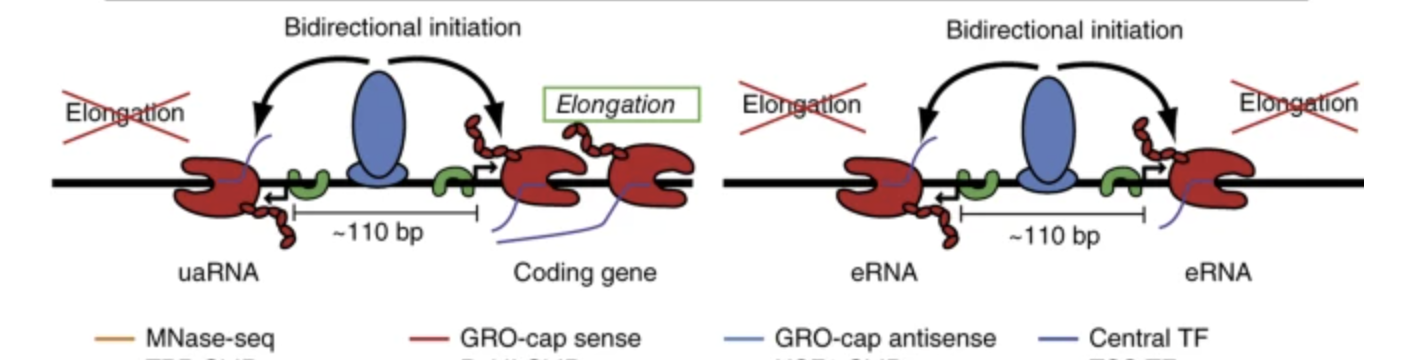 Bidirectional initiation
Bidirectional initiation
Elongation
Elongation
Elongation
Elongation
~110 bp
~110 bp
uaRNA
Coding gene
eRNA
eRNA
MNase-seq
GRO-cap sense
GRO-cap antisense
Central TF